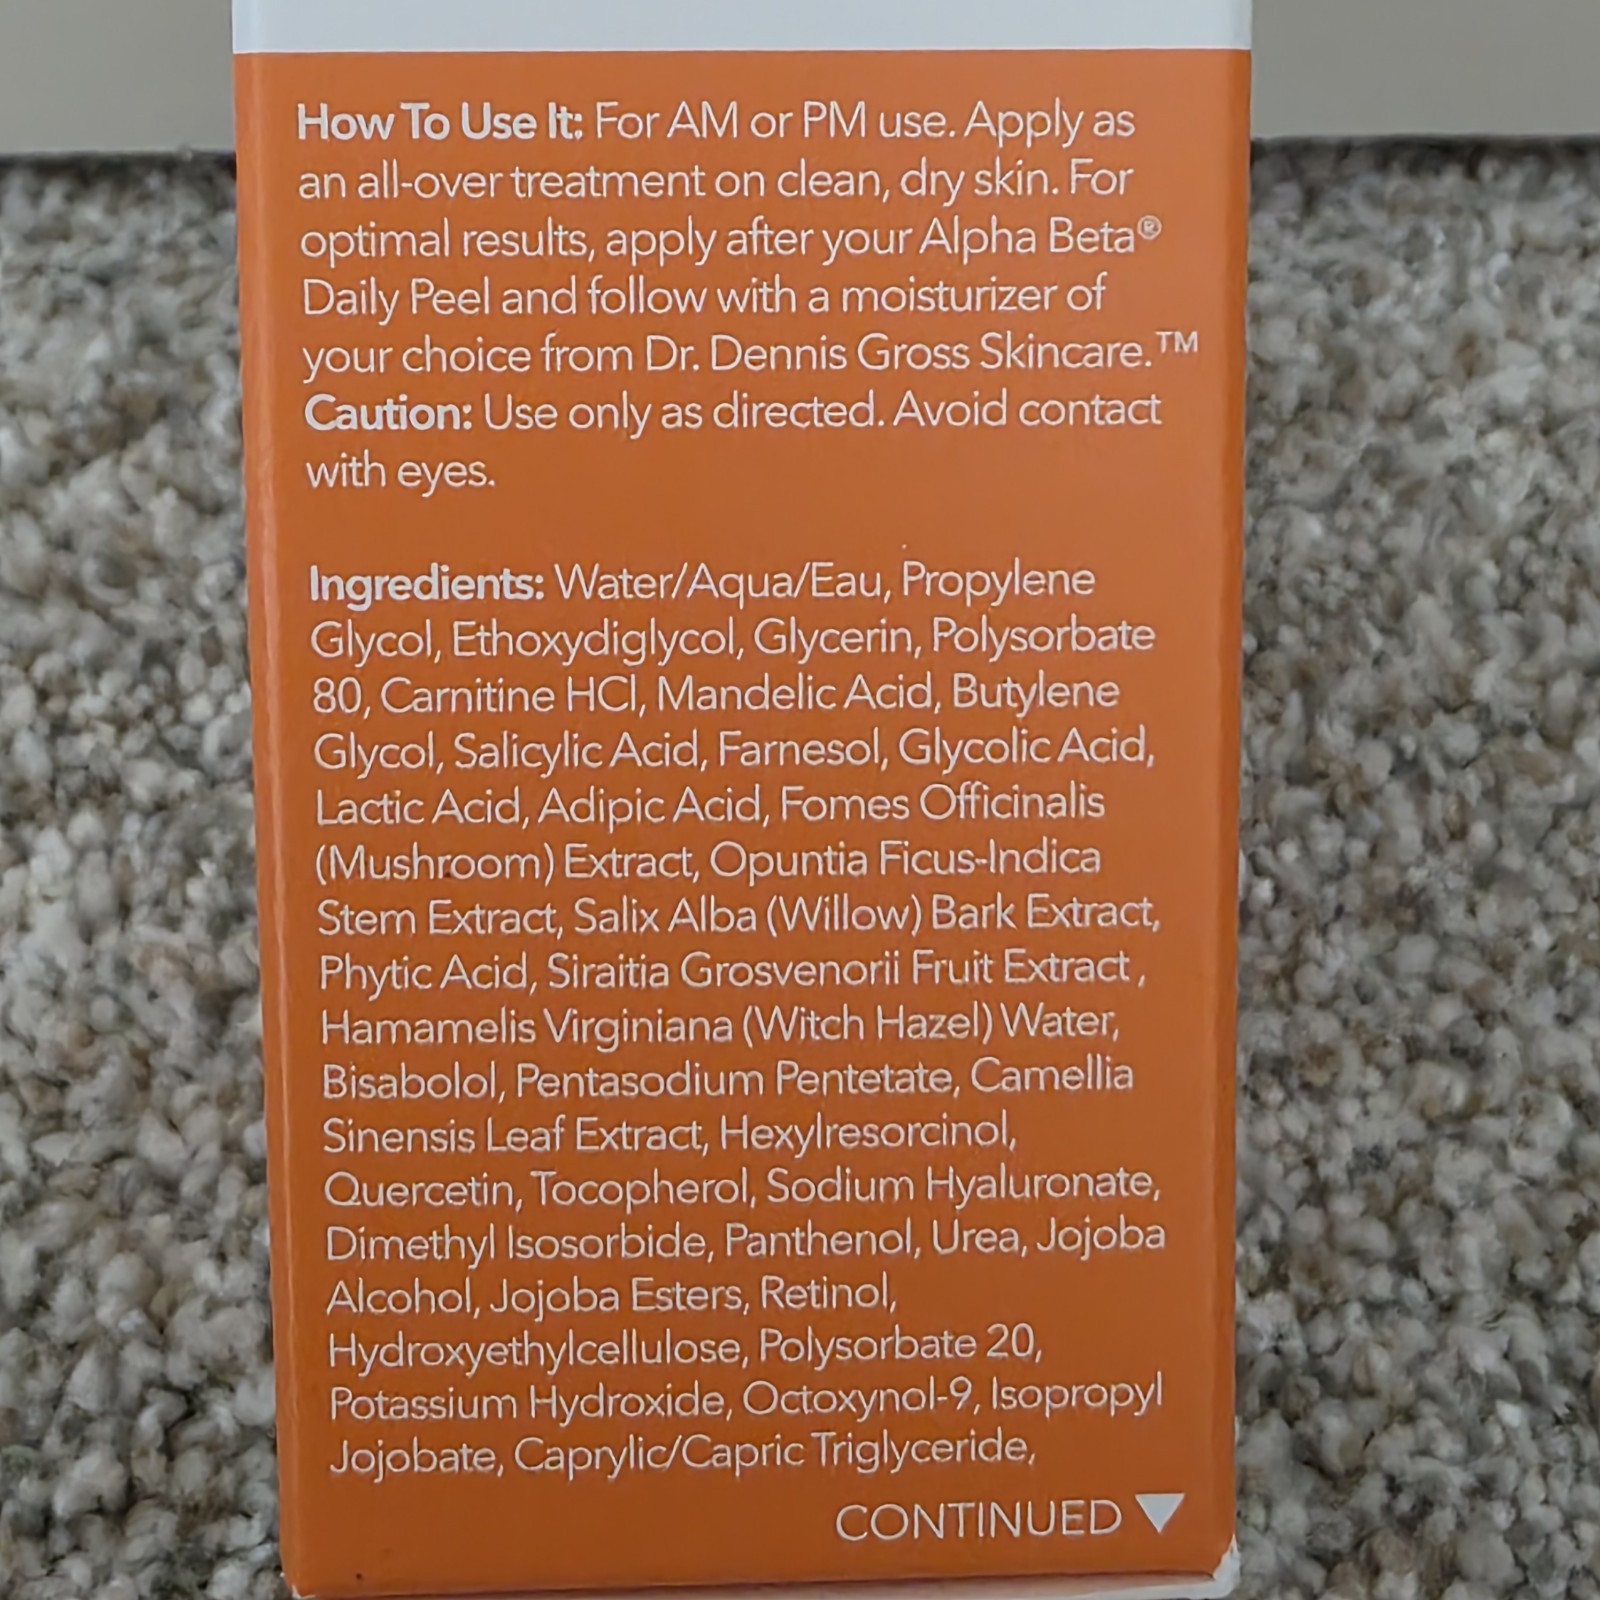 How To Use It: For AM or PM use. Apply as
an all-over treatment on clean, dry skin. For
optimal results, apply after your Alpha Beta®
Daily Peel and follow with a moisturizer of
your choice from Dr. Dennis Gross Skincare.™
Caution: Use only as directed. Avoid contact
with eyes.
Ingredients: Water/Aqua/Eau, Propylene
Glycol, Ethoxydiglycol, Glycerin, Polysorbate
80, Carnitine HCl, Mandelic Acid, Butylene
Glycol, Salicylic Acid, Farnesol, Glycolic Acid,
Lactic Acid, Adipic Acid, Fomes Officinalis
(Mushroom) Extract, Opuntia Ficus-Indica
Stem Extract, Salix Alba (Willow) Bark Extract,
Phytic Acid, Siraitia Grosvenorii Fruit Extract ,
Hamamelis Virginiana (Witch Hazel) Water,
Bisabolol, Pentasodium Pentetate, Camellia
Sinensis Leaf Extract, Hexylresorcinol,
Quercetin, Tocopherol, Sodium Hyaluronate,
Dimethyl Isosorbide, Panthenol, Urea, Jojoba
Alcohol, Jojoba Esters, Retinol,
Hydroxyethylcellulose, Polysorbate 20,
Potassium Hydroxide, Octoxynol-9, Isopropyl
Jojobate, Caprylic/Capric Triglyceride,
CONTINUED ▼